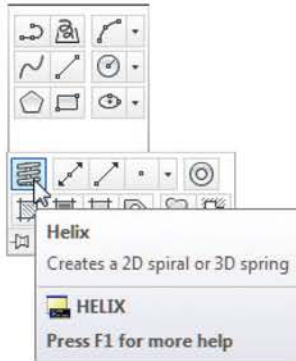 Helix
Creates a 2D spiral or 3D spring
HELIX
Press F1 for more help